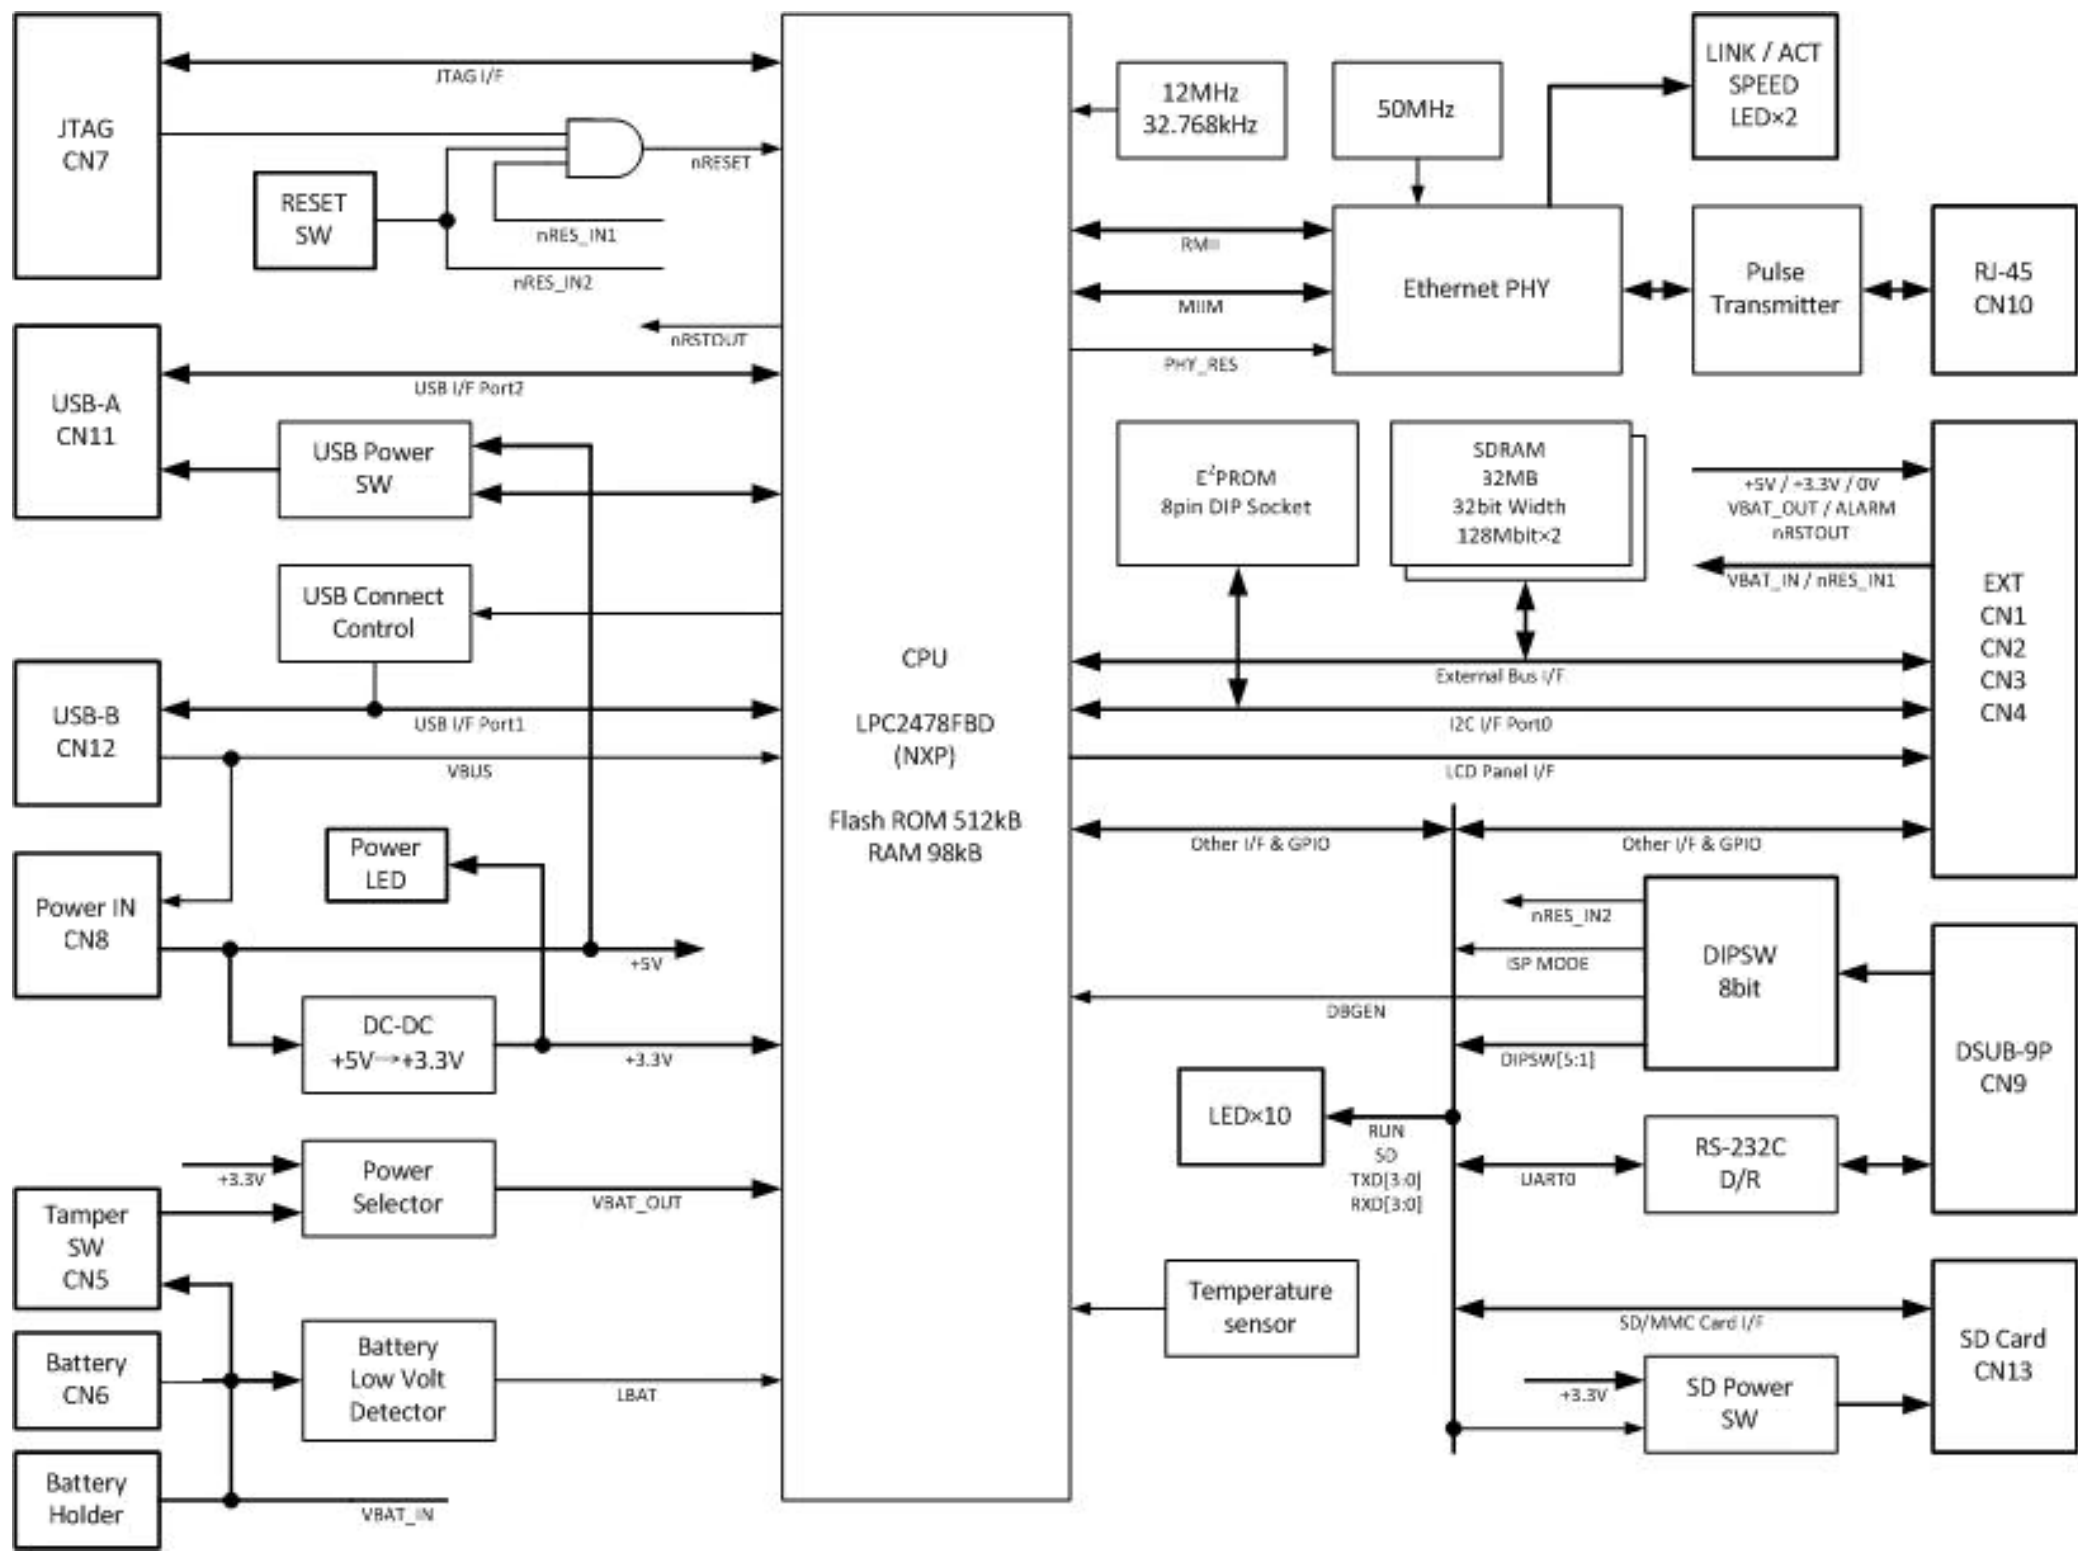 JTAG
CN7
JTAG I/F
nRESET
RESET
SW
nRES_IN1
nRES_IN2
nRSTOUT
USB-A
CN11
USB I/F Port2
USB Power
SW
USB Connect
Control
USB-B
CN12
USB I/F Port1
VBUS
Power
LED
Power IN
CN8
+5V
DC-DC
+5V→+3.3V
+3.3V
+3.3V
Power
Selector
VBAT_OUT
Tamper
SW
CN5
Battery
CN6
Battery
Low Volt
Detector
LBAT
Battery
Holder
VBAT_IN
CPU
LPC2478FBD
(NXP)
Flash ROM 512kB
RAM 98kB
12MHz
32.768kHz
50MHz
LINK / ACT
SPEED
LED×2
RMII
MIIM
PHY_RES
Ethernet PHY
Pulse
Transmitter
RJ-45
CN10
E²PROM
8pin DIP Socket
SDRAM
32MB
32bit Width
128Mbit×2
+5V / +3.3V / 0V
VBAT_OUT / ALARM
nRSTOUT
VBAT_IN / nRES_IN1
EXT
CN1
CN2
CN3
CN4
External Bus I/F
I2C I/F Port0
LCD Panel I/F
Other I/F & GPIO
Other I/F & GPIO
nRES_IN2
ISP MODE
DBGEN
DIPSW[5:1]
DIPSW
8bit
DSUB-9P
CN9
LED×10
RUN
SD
TXD[3:0]
RXD[3:0]
UART0
RS-232C
D/R
Temperature
sensor
SD/MMC Card I/F
+3.3V
SD Power
SW
SD Card
CN13